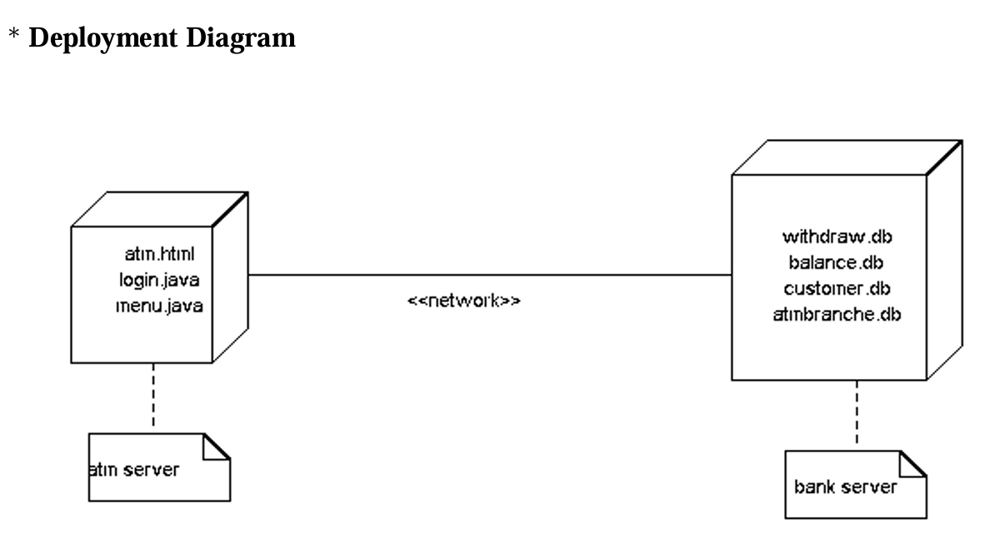 * Deployment Diagram
atm.html
login.java
menu.java
<<network>>
withdraw.db
balance.db
customer.db
atmbranche.db
atm server
bank server